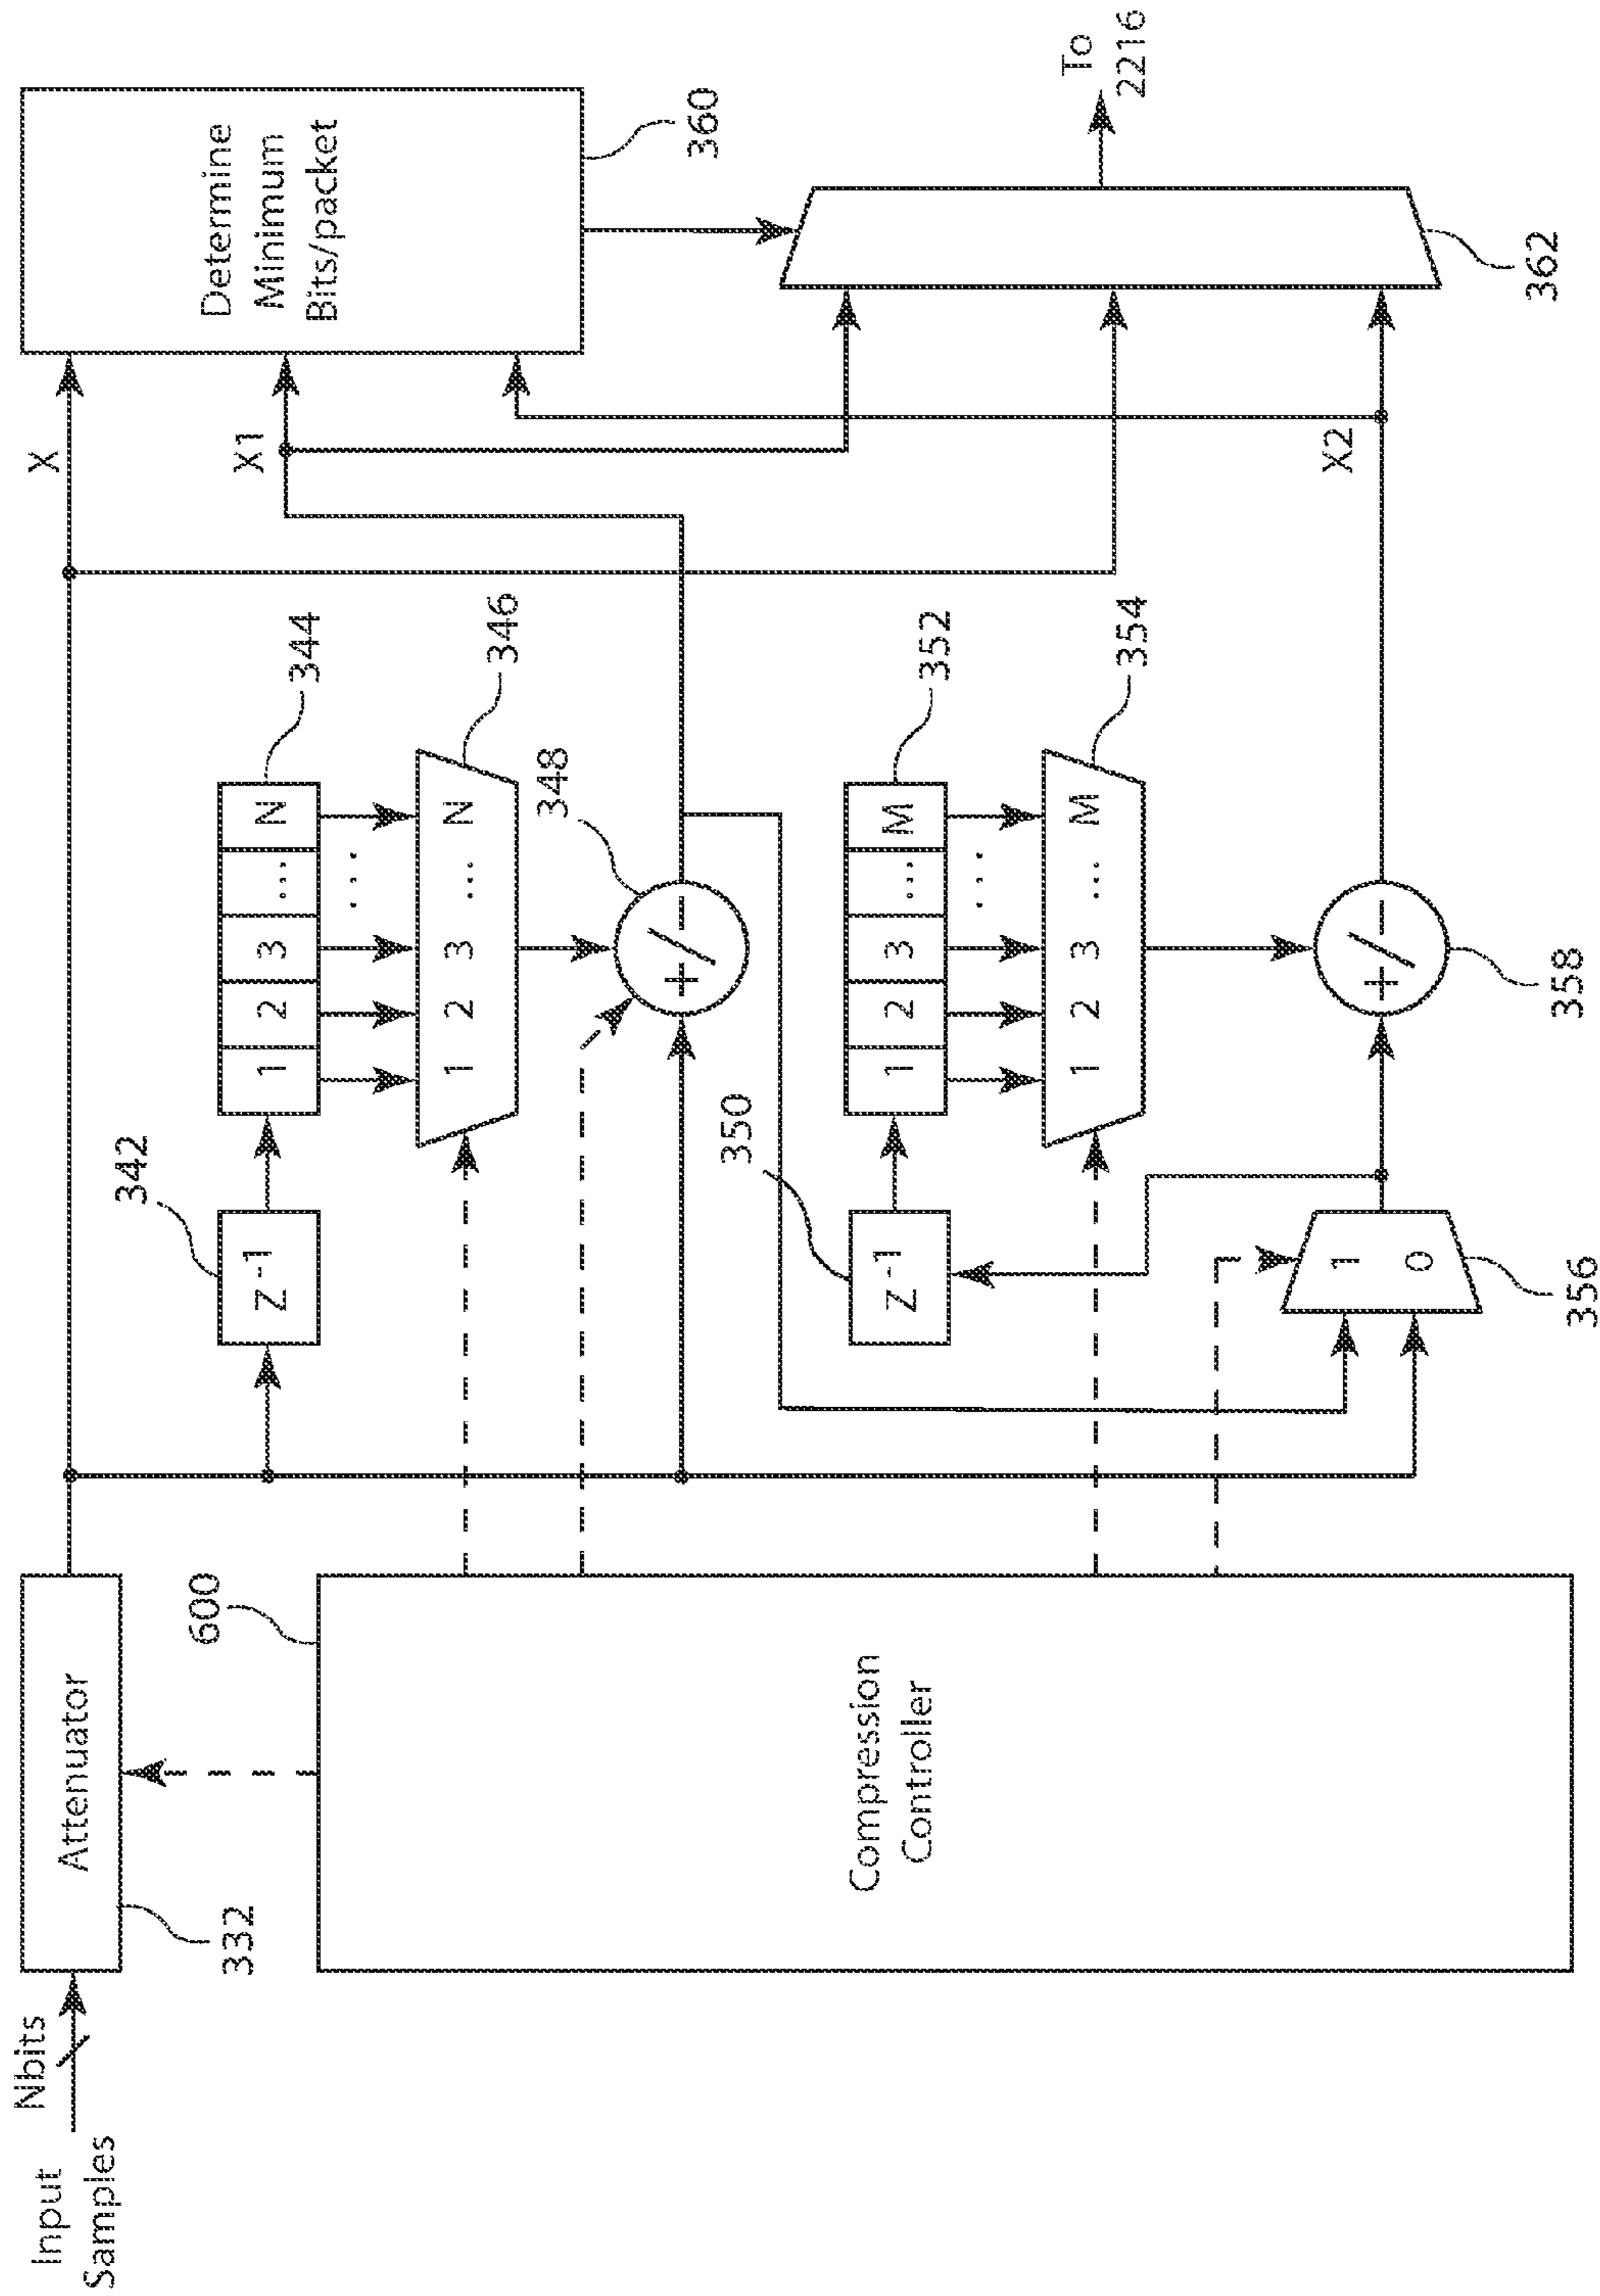 Input
Samples
Nbits
Attenuator
332
600
Compression
Controller
342
Z -1
1 2 3 ... N
344
...
1 2 3 ... N
346
348
+/−
350
Z -1
1 2 3 ... M
352
...
1 2 3 ... M
354
1
0
356
+/−
358
X
X1
X2
Determine
Minimum
Bits/packet
360
362
To
2216